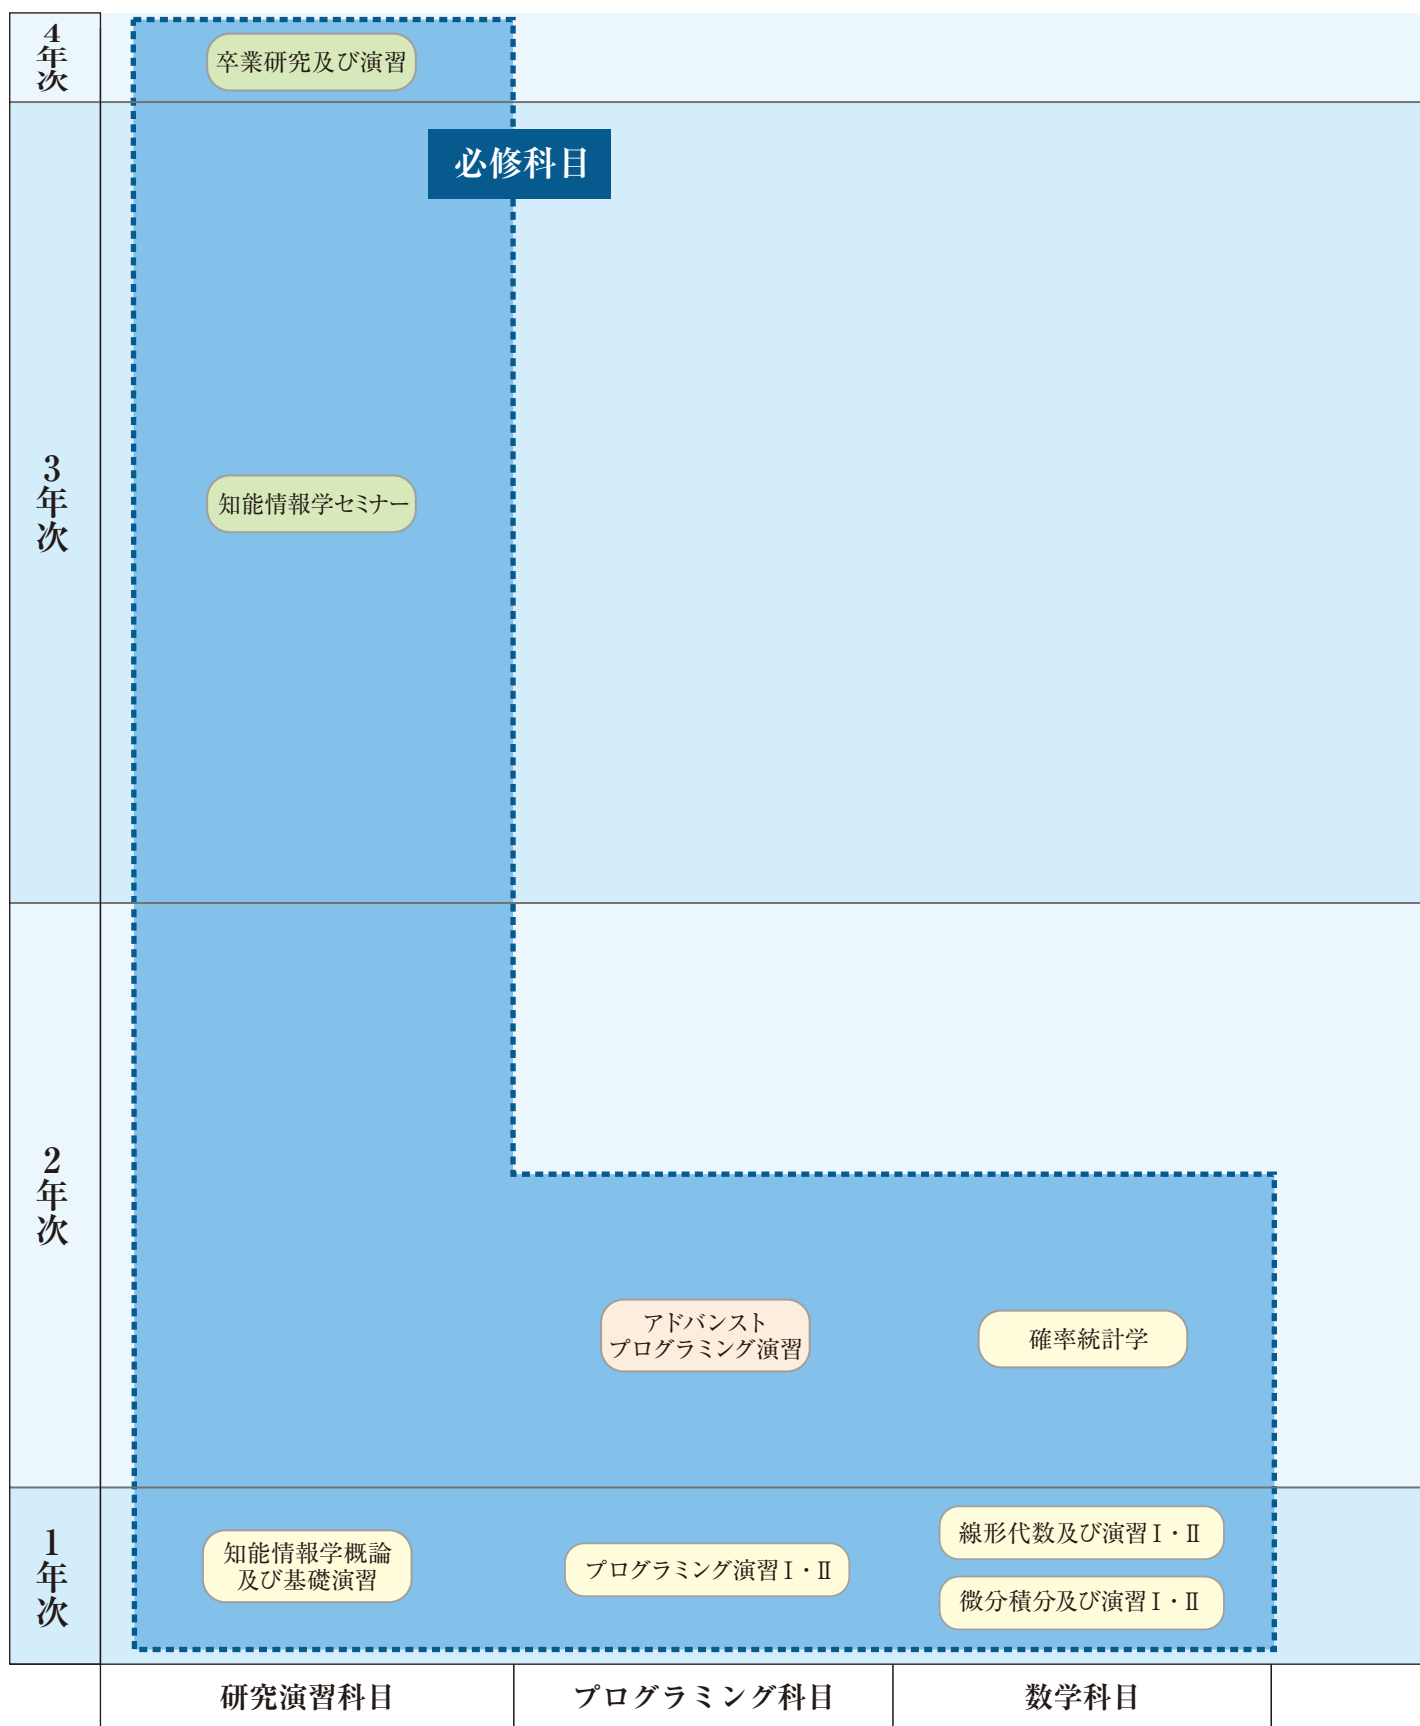 4年次
卒業研究及び演習
必修科目
3年次
知能情報学セミナー
2年次
アドバンスト
プログラミング演習
確率統計学
1年次
知能情報学概論
及び基礎演習
プログラミング演習Ⅰ・Ⅱ
線形代数及び演習Ⅰ・Ⅱ
微分積分及び演習Ⅰ・Ⅱ
研究演習科目
プログラミング科目
数学科目